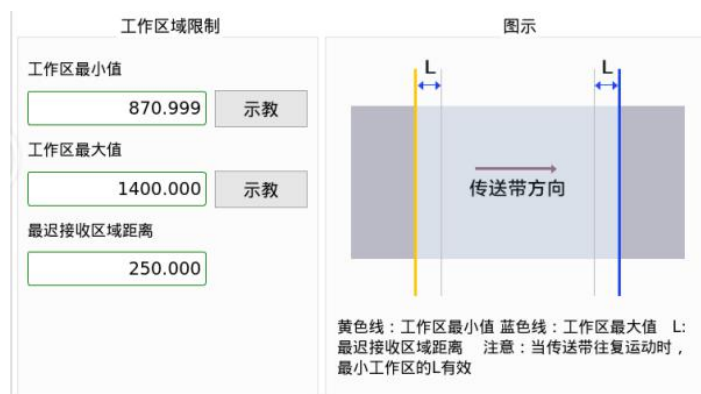 工作区域限制
工作区最小值
870.999
示教
工作区最大值
1400.000
示教
最迟接收区域距离
250.000
图示
L
L
传送带方向
黄色线：工作区最小值 蓝色线：工作区最大值 L:
最迟接收区域距离 注意：当传送带往复运动时，
最小工作区的L有效